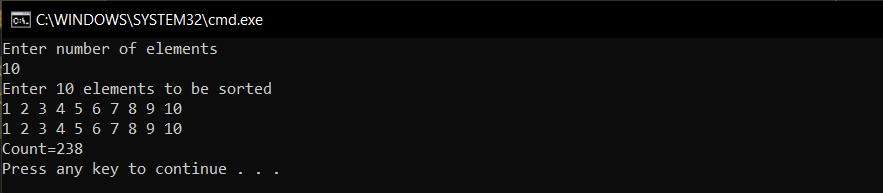 C:\WINDOWS\SYSTEM32\cmd.exe
Enter number of elements
10
Enter 10 elements to be sorted
1 2 3 4 5 6 7 8 9 10
1 2 3 4 5 6 7 8 9 10
Count=238
Press any key to continue . . .